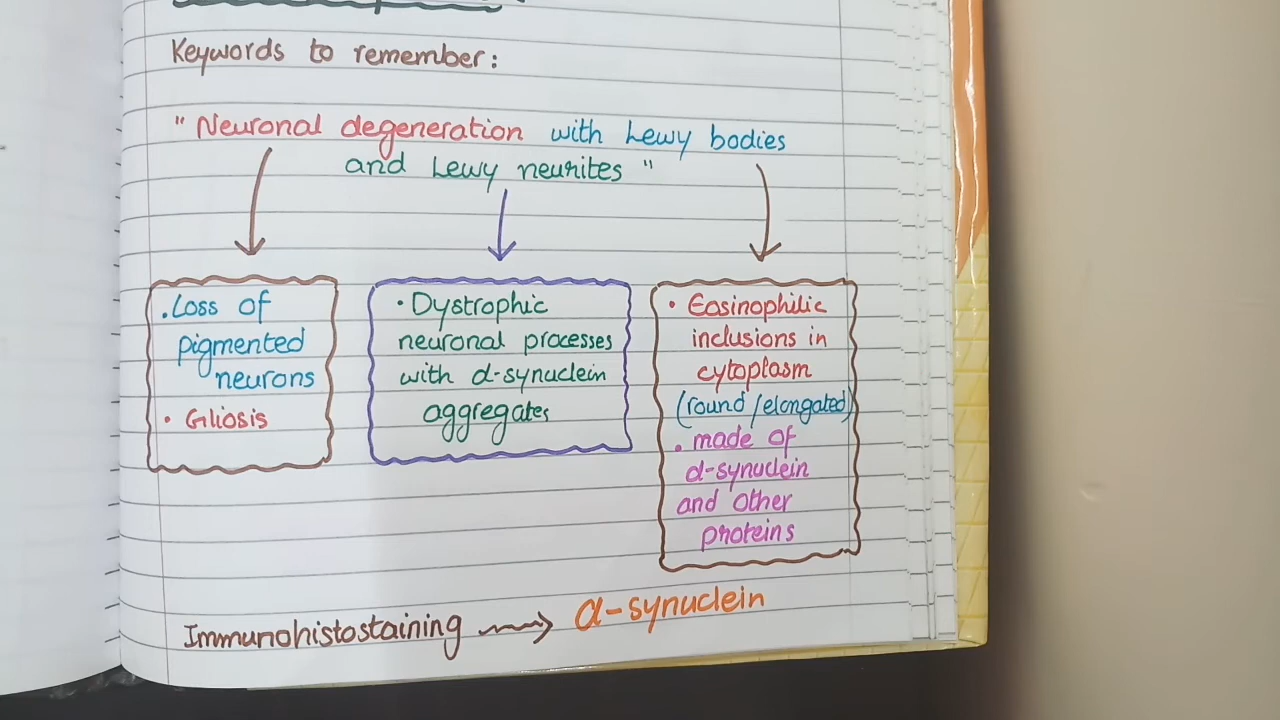 Keywords to remember:
" Neuronal degeneration with Lewy bodies
and Lewy neurites "
.Loss of
pigmented
neurons
• Gliosis
• Dystrophic
neuronal processes
with α-synuclein
aggregates
• Eosinophilic
inclusions in
cytoplasm
(round / elongated)
. made of
α-synuclein
and other
proteins
Immunohistostaining → α-synuclein